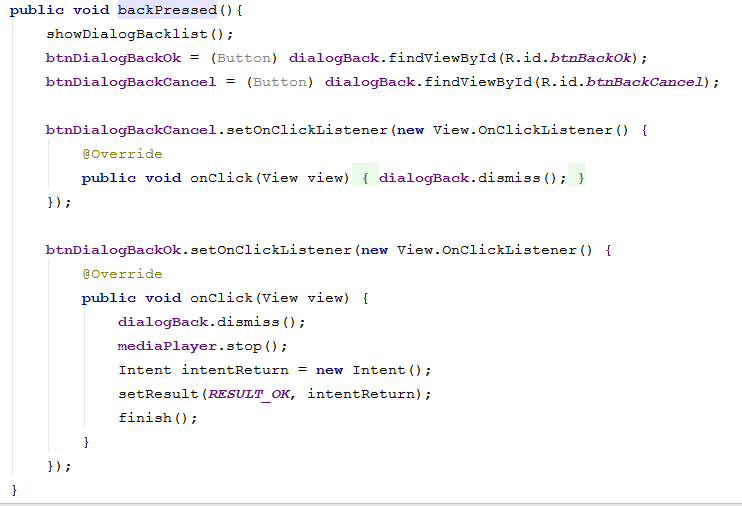 public void backPressed(){
    showDialogBacklist();
    btnDialogBackOk = (Button) dialogBack.findViewById(R.id.btnBackOk);
    btnDialogBackCancel = (Button) dialogBack.findViewById(R.id.btnBackCancel);

    btnDialogBackCancel.setOnClickListener(new View.OnClickListener() {
        @Override
        public void onClick(View view) { dialogBack.dismiss(); }
    });

    btnDialogBackOk.setOnClickListener(new View.OnClickListener() {
        @Override
        public void onClick(View view) {
            dialogBack.dismiss();
            mediaPlayer.stop();
            Intent intentReturn = new Intent();
            setResult(RESULT_OK, intentReturn);
            finish();
        }
    });
}